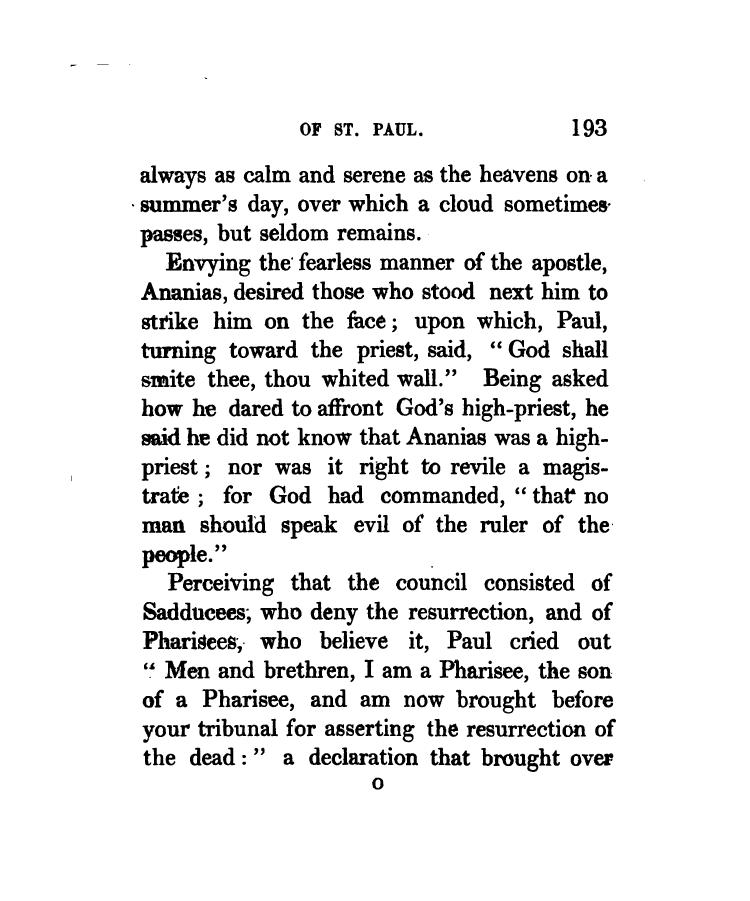 OF ST. PAUL. 193
always as calm and serene as the heavens on a
summer's day, over which a cloud sometimes
passes, but seldom remains.
Envying the fearless manner of the apostle,
Ananias, desired those who stood next him to
strike him on the face; upon which, Paul,
turning toward the priest, said, “God shall
smite thee, thou whited wall.” Being asked
how he dared to affront God's high-priest, he
said he did not know that Ananias was a high-
priest; nor was it right to revile a magis-
trate; for God had commanded, “that no
man should speak evil of the ruler of the
people.”
Perceiving that the council consisted of
Sadducees, who deny the resurrection, and of
Pharisees, who believe it, Paul cried out
“Men and brethren, I am a Pharisee, the son
of a Pharisee, and am now brought before
your tribunal for asserting the resurrection of
the dead:” a declaration that brought over
O